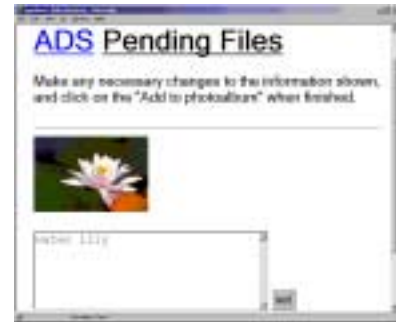 ADS Pending Files
Make any necessary changes to the information shown,
and click on the "Add to photoalbum" when finished.
water lily